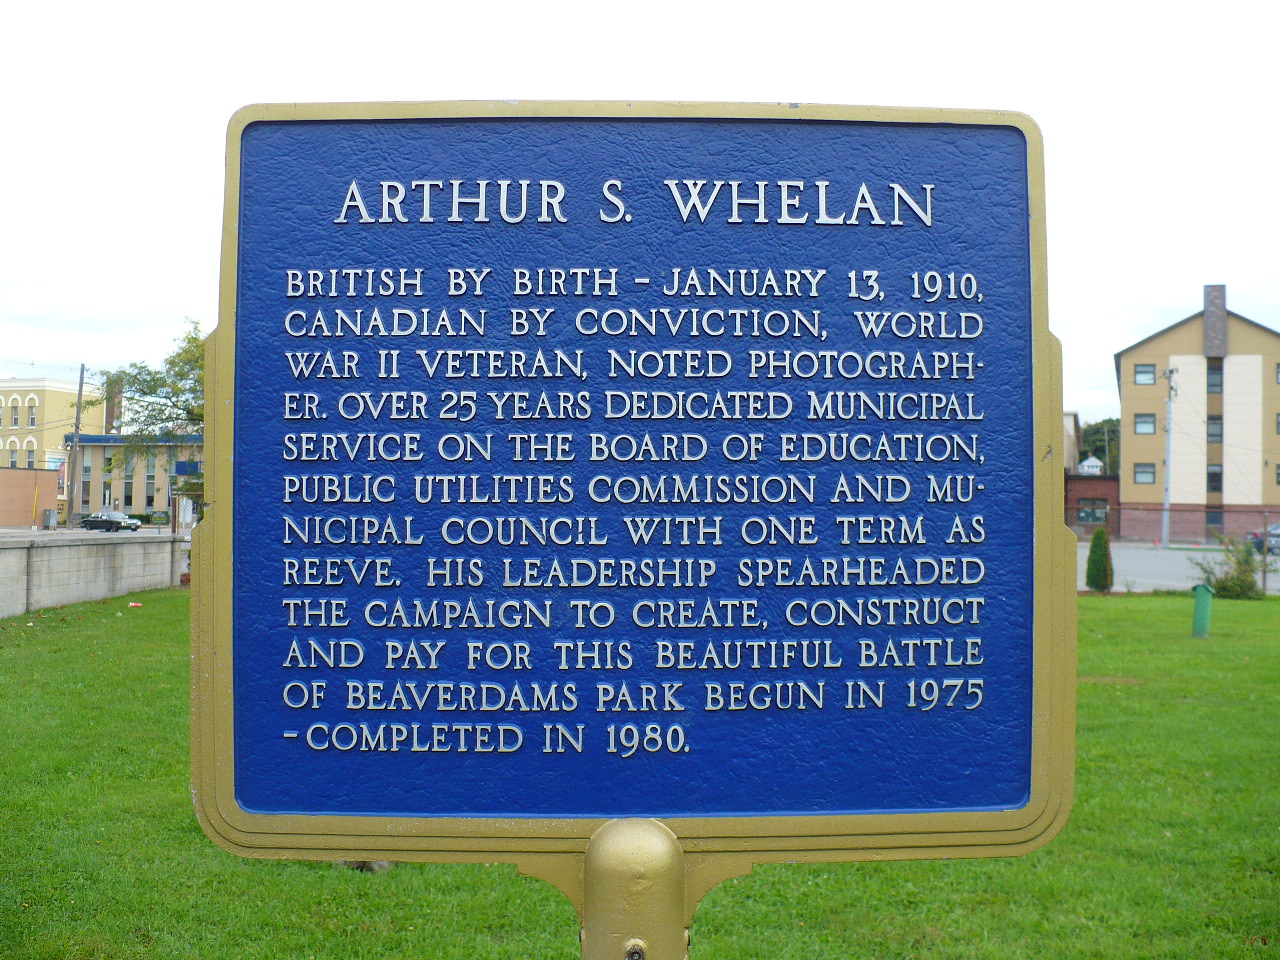 ARTHUR S. WHELAN
BRITISH BY BIRTH - JANUARY 13, 1910,
CANADIAN BY CONVICTION, WORLD
WAR II VETERAN, NOTED PHOTOGRAPH-
ER. OVER 25 YEARS DEDICATED MUNICIPAL
SERVICE ON THE BOARD OF EDUCATION,
PUBLIC UTILITIES COMMISSION AND MU-
NICIPAL COUNCIL WITH ONE TERM AS
REEVE. HIS LEADERSHIP SPEARHEADED
THE CAMPAIGN TO CREATE, CONSTRUCT
AND PAY FOR THIS BEAUTIFUL BATTLE
OF BEAVERDAMS PARK BEGUN IN 1975
- COMPLETED IN 1980.